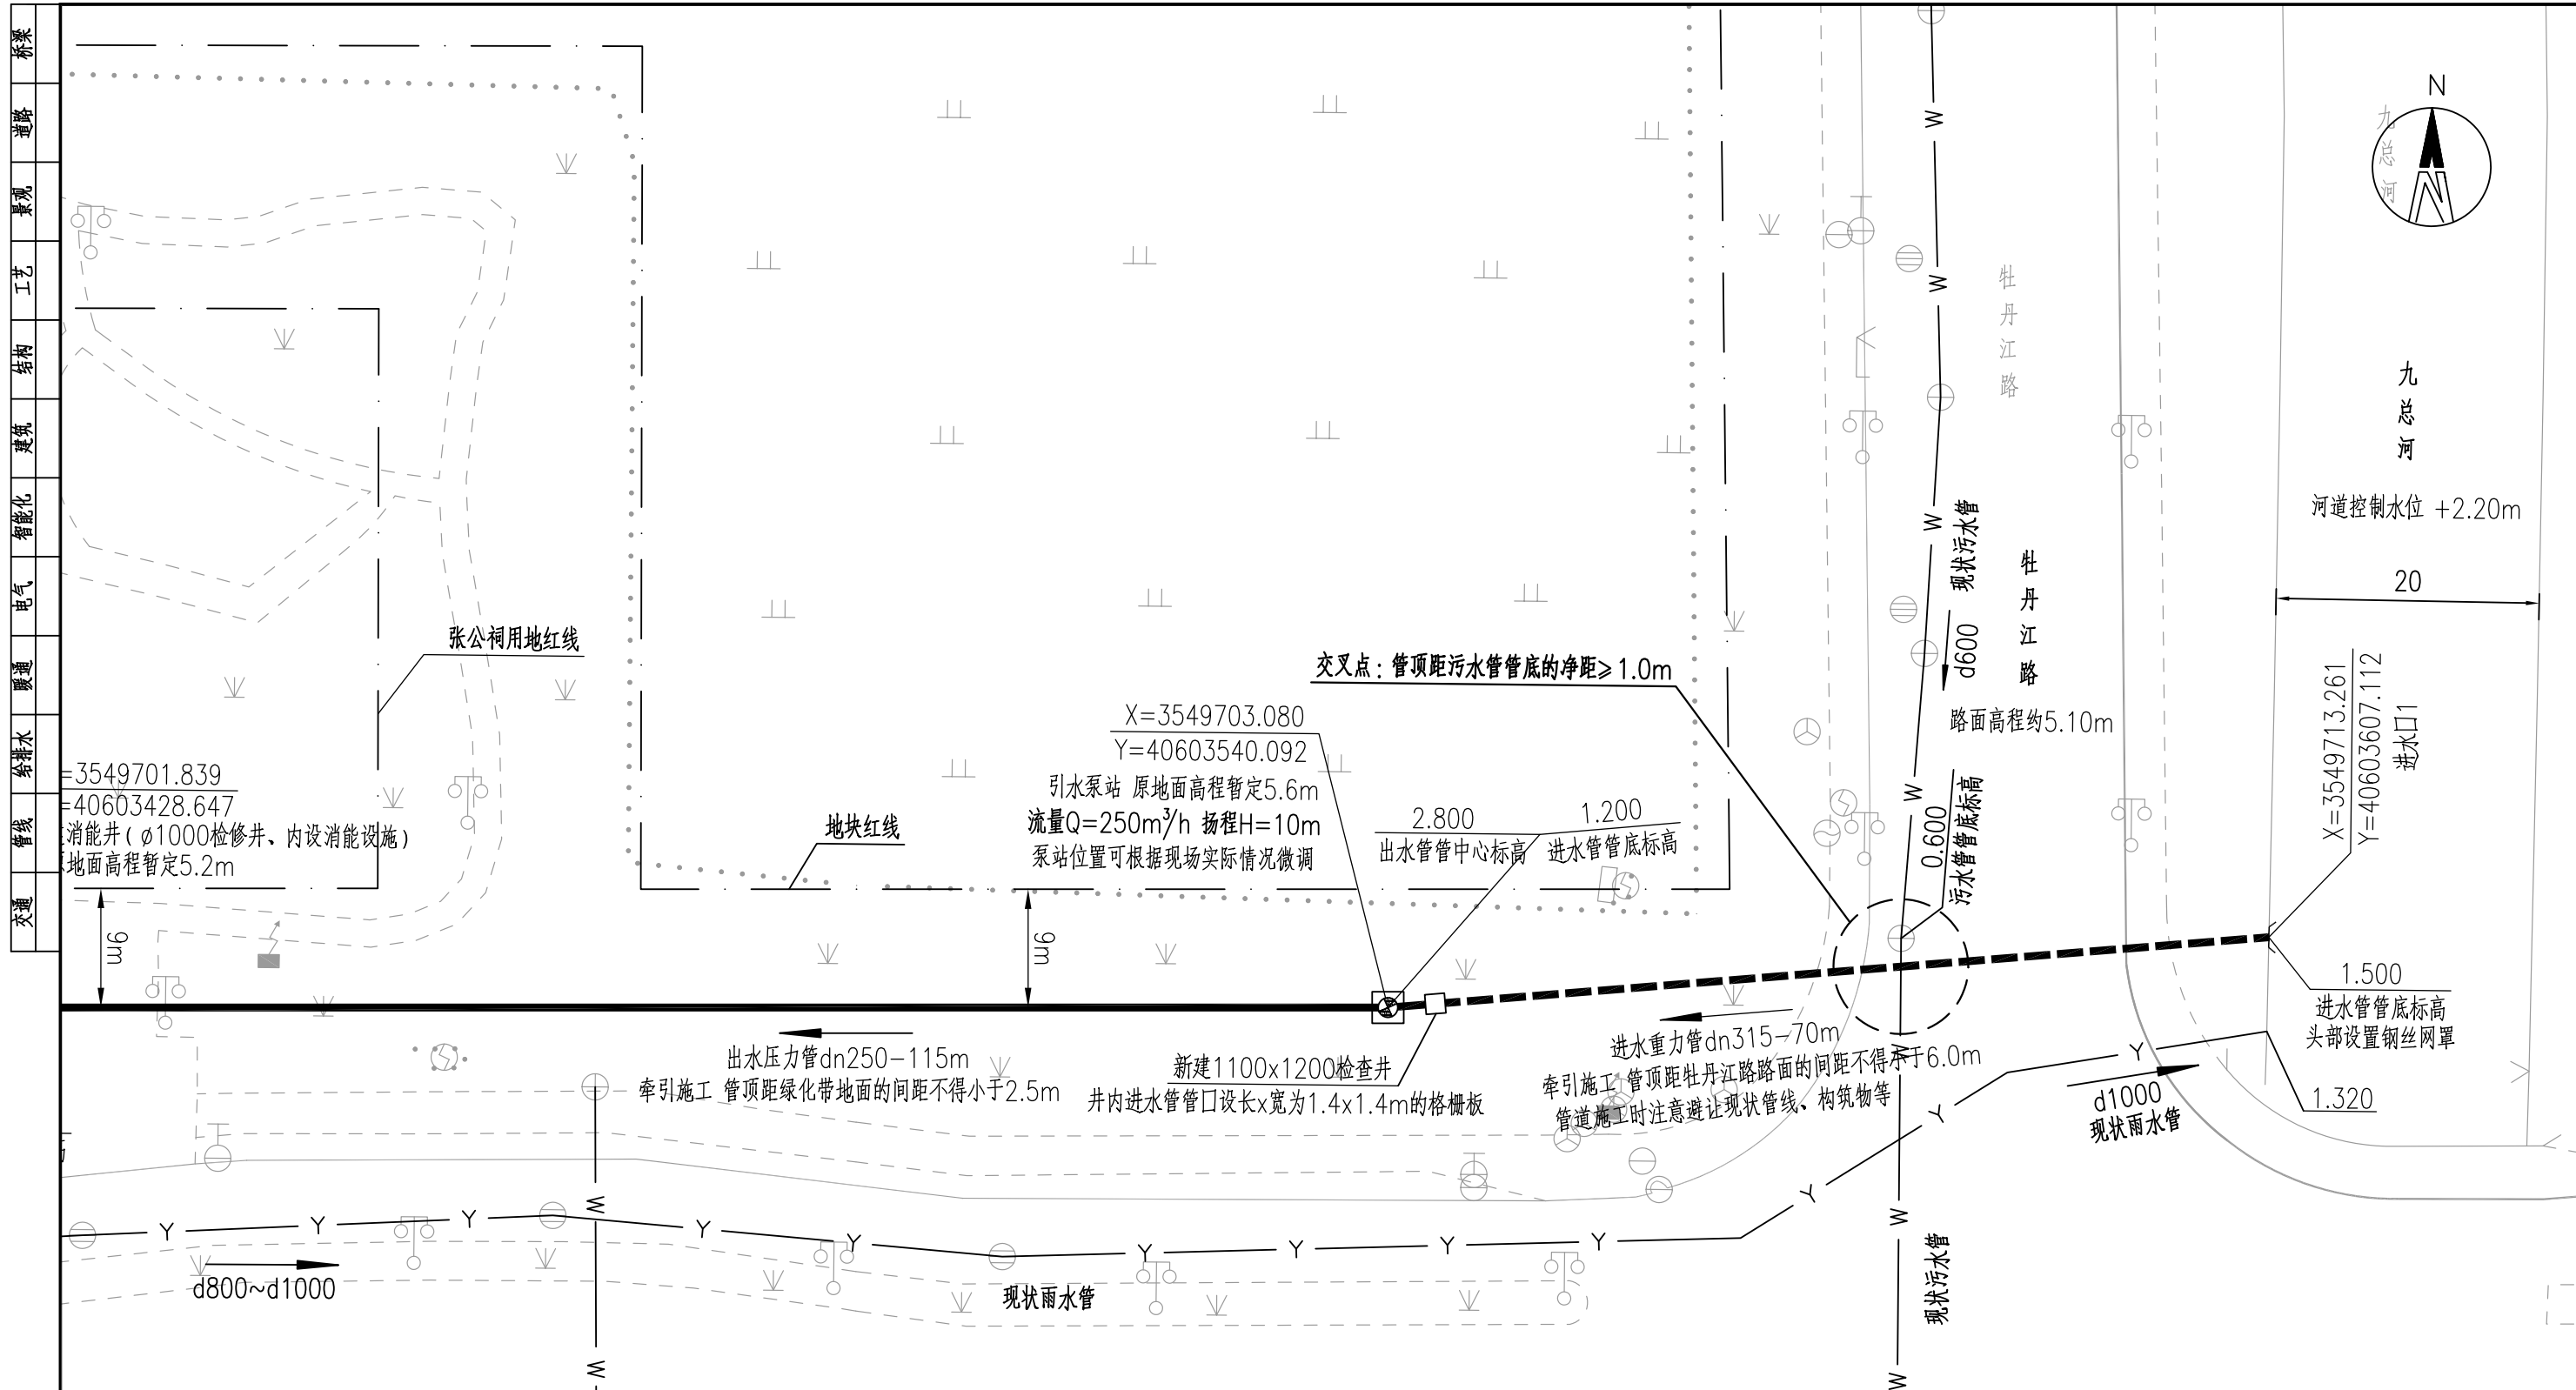 桥梁
道路
景观
工艺
结构
建筑
智能化
电气
暖通
给排水
管线
交通
N
九总河
九总河
河道控制水位 +2.20m
20
牡丹江路
牡丹江路
现状污水管
d600
路面高程约5.10m
张公祠用地红线
交叉点：管顶距污水管管底的净距≥1.0m
X=3549703.080
Y=40603540.092
引水泵站 原地面高程暂定5.6m
流量Q=250m³/h 扬程H=10m
泵站位置可根据现场实际情况微调
2.800
出水管管中心标高
1.200
进水管管底标高
0.600
污水管管底标高
X=3549713.261
Y=40603607.112
进水口1
=3549701.839
=40603428.647
消能井(ø1000检修井、内设消能设施)
地面高程暂定5.2m
地块红线
9m
9m
1.500
进水管管底标高
头部设置钢丝网罩
出水压力管dn250-115m
牵引施工 管顶距绿化带地面的间距不得小于2.5m
新建1100x1200检查井
井内进水管管口设长x宽为1.4x1.4m的格栅板
进水重力管dn315-70m
牵引施工 管顶距牡丹江路路面的间距不得小于6.0m
管道施工时注意避让现状管线、构筑物等
d1000
现状雨水管
1.320
d800~d1000
现状雨水管
现状污水管
W
W
W
W
W
W
W
W
W
W
Y
Y
Y
Y
Y
Y
Y
Y
Y
Y
Y
Y